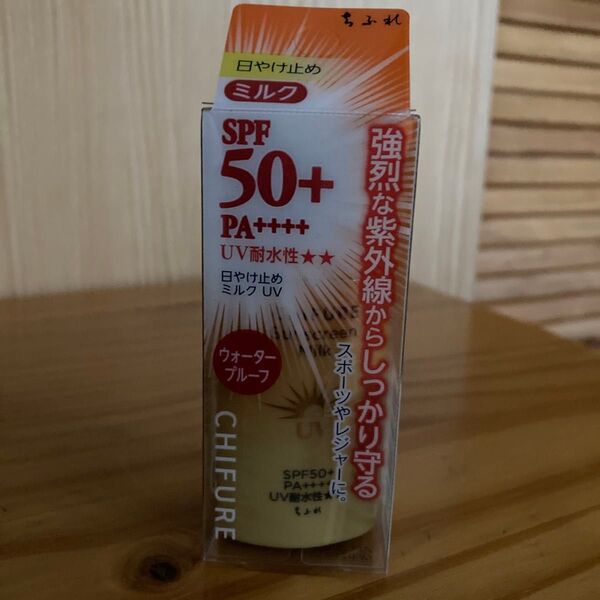 ちふれ
日やけ止め
ミルク
SPF
50+
PA++++
UV耐水性★★
日やけ止め
ミルク UV
強烈な紫外線からしっかり守る
スポーツやレジャーに。
ウォーター
プルーフ
CHIFURE
Sunscreen
Milk
UV
SPF50+
PA++++
UV耐水性★
ちふれ